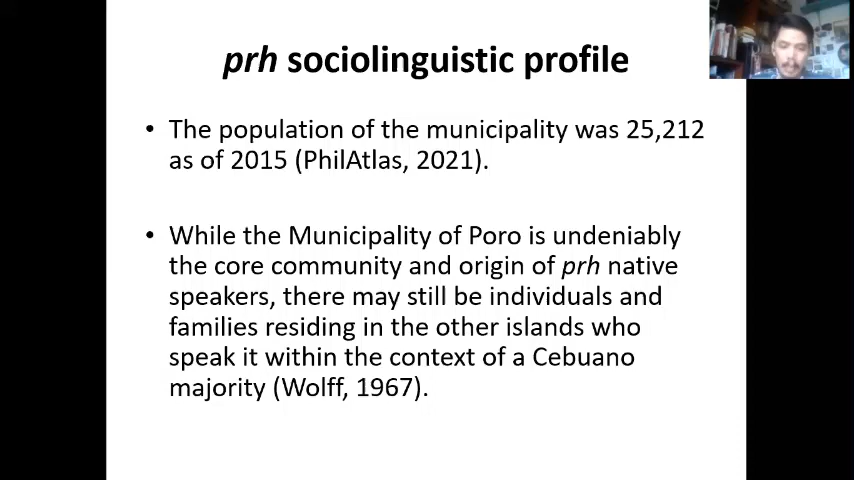 prh sociolinguistic profile
• The population of the municipality was 25,212
as of 2015 (PhilAtlas, 2021).
• While the Municipality of Poro is undeniably
the core community and origin of prh native
speakers, there may still be individuals and
families residing in the other islands who
speak it within the context of a Cebuano
majority (Wolff, 1967).